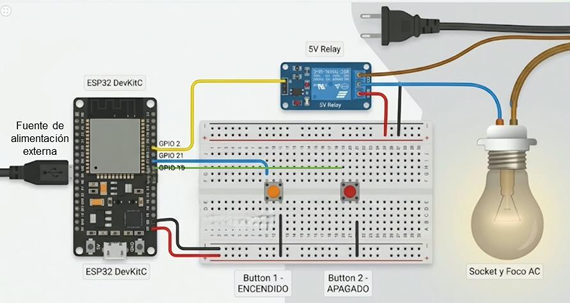 5V Relay
ESP32 DevKitC
5V Relay
Fuente de
alimentación
externa
GPIO 2
GPIO 21
GPIO 19
ESP32 DevKitC
Button 1 -
ENCENDIDO
Button 2 -
APAGADO
Socket y Foco AC